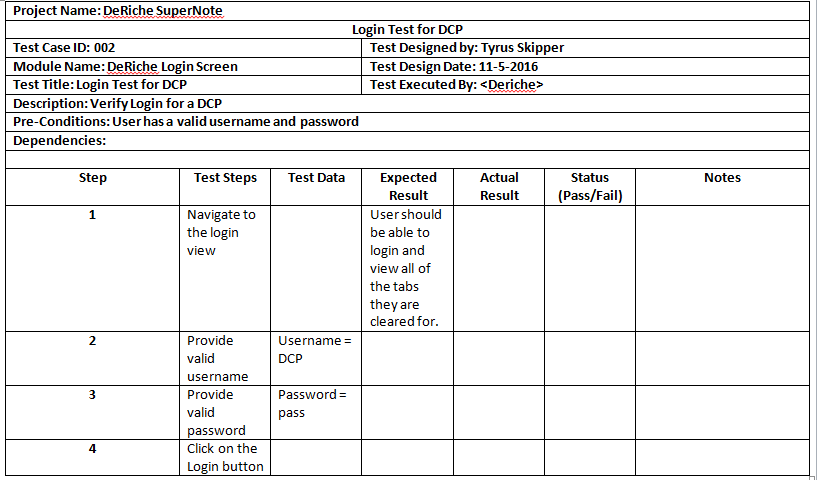 Project Name: DeRiche SuperNote
Login Test for DCP
Test Case ID: 002
Test Designed by: Tyrus Skipper
Module Name: DeRiche Login Screen
Test Design Date: 11-5-2016
Test Title: Login Test for DCP
Test Executed By: <Deriche>
Description: Verify Login for a DCP
Pre-Conditions: User has a valid username and password
Dependencies:
Step
Test Steps
Test Data
Expected
Result
Actual
Result
Status
(Pass/Fail)
Notes
1
Navigate to
the login
view
User should
be able to
login and
view all of
the tabs
they are
cleared for.
2
Provide
valid
username
Username =
DCP
3
Provide
valid
password
Password =
pass
4
Click on the
Login button